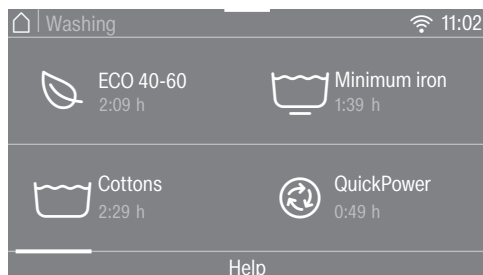 Washing
11:02
ECO 40-60
2:09 h
Minimum iron
1:39 h
Cottons
2:29 h
QuickPower
0:49 h
Help